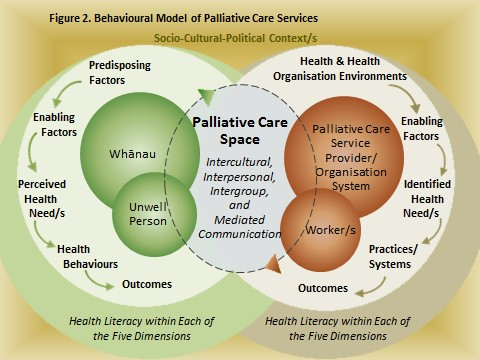 Figure 2. Behavioural Model of Palliative Care Services
Socio-Cultural-Political Context/s
Predisposing
Factors
Enabling
Factors
Perceived
Health
Need/s
Health
Behaviours
Outcomes
Whānau
Unwell
Person
Health Literacy within Each of
the Five Dimensions
Palliative Care
Space
Intercultural,
Interpersonal,
Intergroup,
and
Mediated
Communication
Health & Health
Organisation Environments
Enabling
Factors
Identified
Health
Need/s
Practices/
Systems
Outcomes
Palliative Care
Service
Provider/
Organisation
System
Worker/s
Health Literacy within Each of
the Five Dimensions